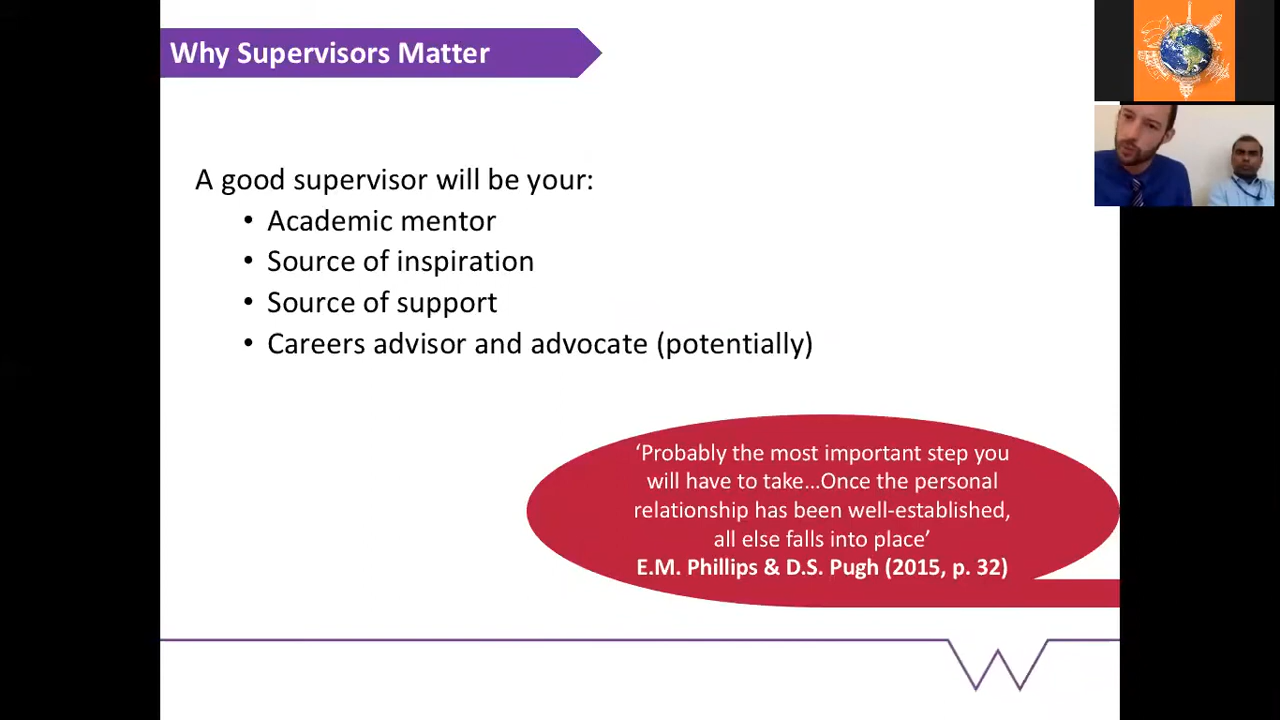 Why Supervisors Matter
A good supervisor will be your:
• Academic mentor
• Source of inspiration
• Source of support
• Careers advisor and advocate (potentially)
‘Probably the most important step you
will have to take...Once the personal
relationship has been well-established,
all else falls into place’
E.M. Phillips & D.S. Pugh (2015, p. 32)